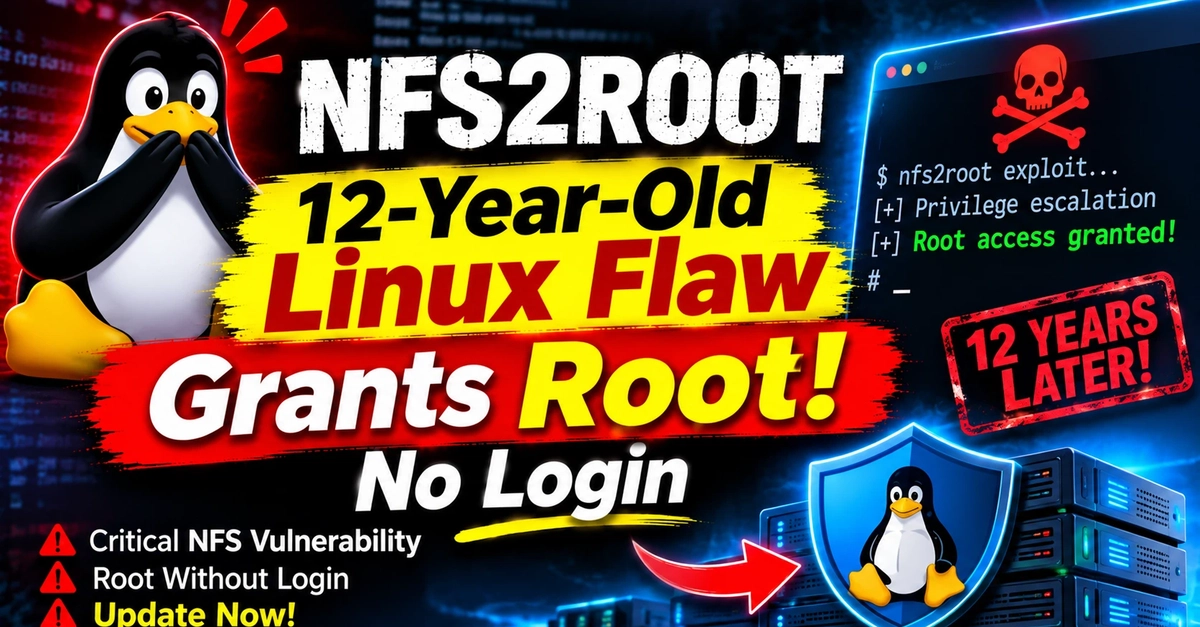 NFS2ROOT
12-Year-Old
Linux Flaw
Grants Root!
No Login
Critical NFS Vulnerability
Root Without Login
Update Now!
$ nfs2root exploit...
[+] Privilege escalation
[+] Root access granted!
# _
12 YEARS
LATER!